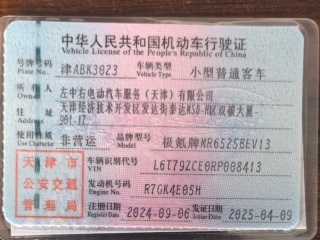 中华人民共和国机动车行驶证
Vehicle License of the People's Republic of China
号牌号码 Plate No. 津ABK3023 车辆类型 Vehicle Type 小型普通客车
所有人 Owner 左中右电动汽车服务（天津）有限公司
住址 Address 天津经济技术开发区发达街泰达MSD-H区双碳大厦
901-17
使用性质 非营运 品牌型号 Model 极氪牌MR6525BEV13
天津市
公安交通
管理局
车辆识别代号 VIN L6T79ZCE0RP008413
发动机号码 Engine No. R7GK4E05H
注册日期 Register Date 2024-09-06 发证日期 Issue Date 2025-04-09